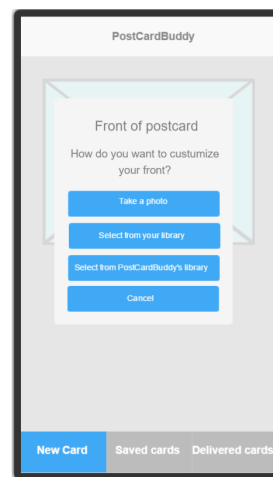 PostCardBuddy
Front of postcard
How do you want to custumize
your front?
Take a photo
Select from your library
Select from PostCardBuddy's library
Cancel
New Card Saved cards Delivered cards